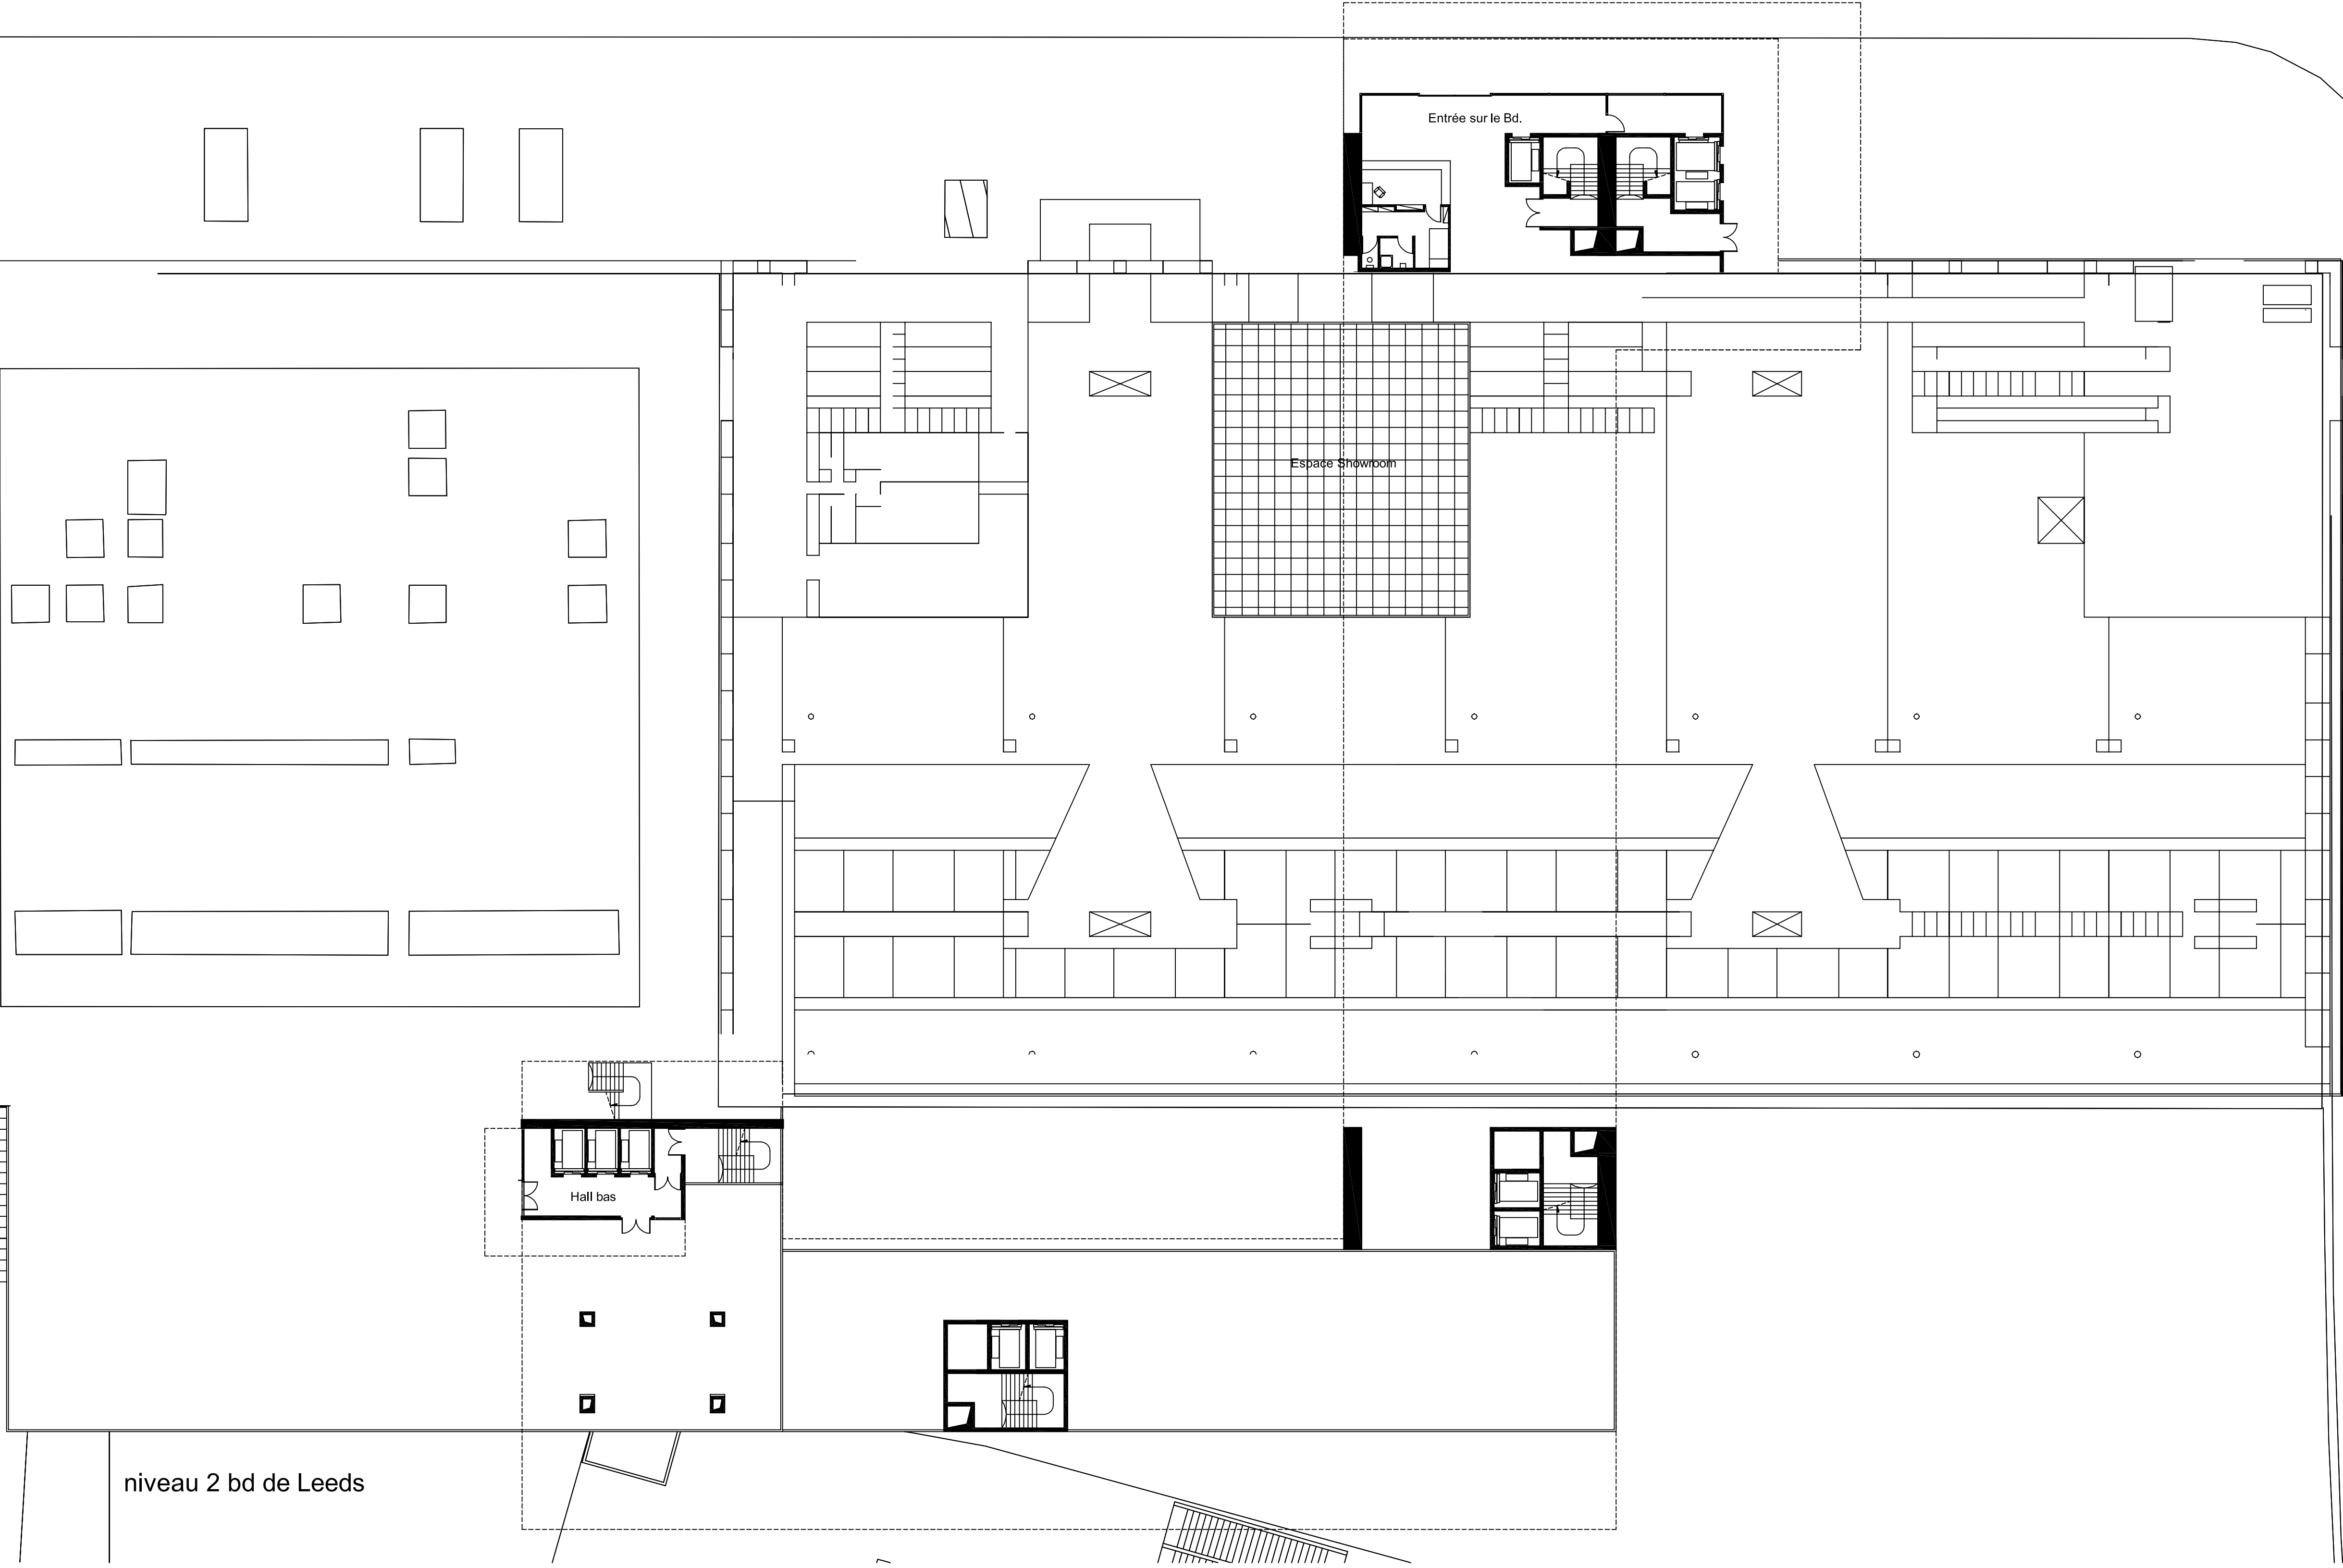 Entrée sur le Bd.
Espace Showroom
Hall bas
niveau 2 bd de Leeds